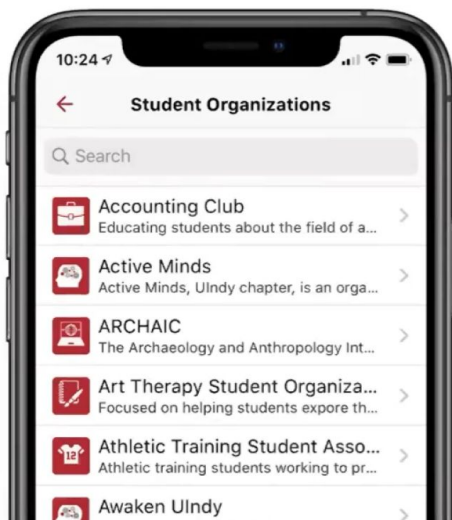 10:24
Student Organizations
Search
Accounting Club
Educating students about the field of a...
Active Minds
Active Minds, UIndy chapter, is an orga...
ARCHAIC
The Archaeology and Anthropology Int...
Art Therapy Student Organiza...
Focused on helping students expore th...
12
Athletic Training Student Asso...
Athletic training students working to pr...
Awaken UIndy